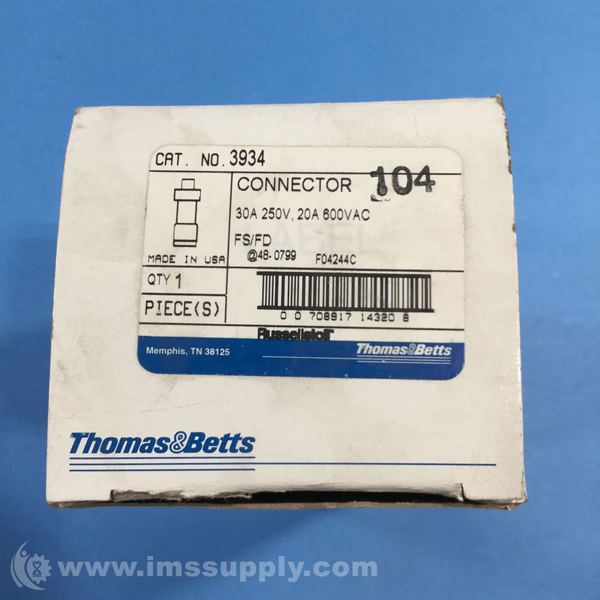 CAT. NO. 3934
CONNECTOR 104
30A 250V, 20A 600VAC
FS/FD
@48-0799 F04244C
MADE IN USA
QTY 1
PIECE(S)
0 0 708917 14320 8
Russellstoll
Memphis, TN 38125 Thomas&Betts
Thomas&Betts
www.imssupply.com